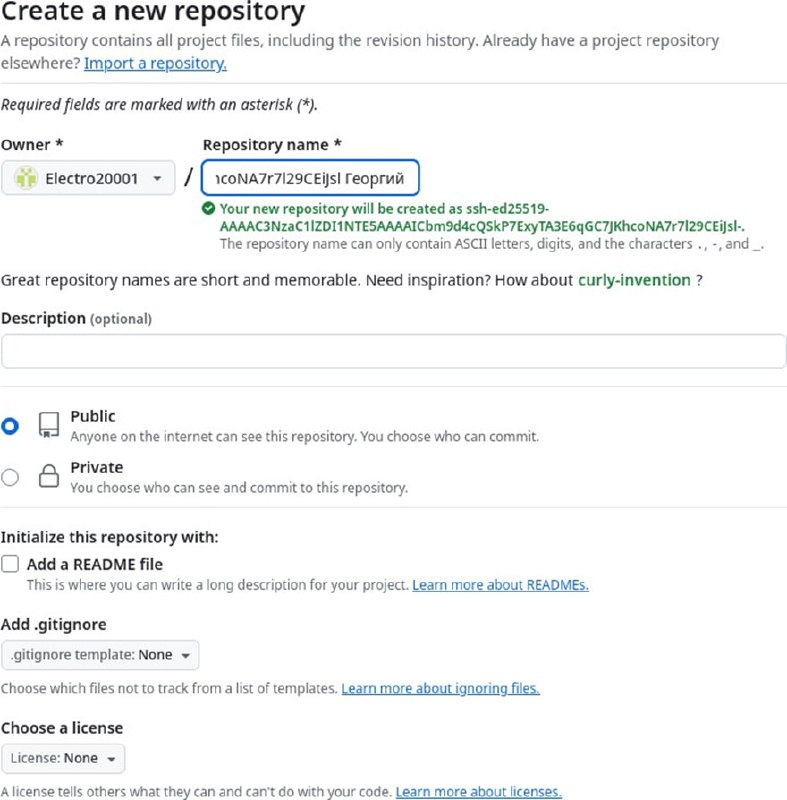 Create a new repository
A repository contains all project files, including the revision history. Already have a project repository
elsewhere? Import a repository.
Required fields are marked with an asterisk (*).
Owner * Repository name *
Electro20001 / hcoNA7r7l29CEiJsl Георгий
Your new repository will be created as ssh-ed25519-
AAAAC3NzaC1lZDI1NTE5AAAAICbm9d4cQSkP7ExyTA3E6qGC7JKhcoNA7r7l29CEiJsl-.
The repository name can only contain ASCII letters, digits, and the characters ., -, and _.
Great repository names are short and memorable. Need inspiration? How about curly-invention ?
Description (optional)
Public
Anyone on the internet can see this repository. You choose who can commit.
Private
You choose who can see and commit to this repository.
Initialize this repository with:
Add a README file
This is where you can write a long description for your project. Learn more about READMEs.
Add .gitignore
.gitignore template: None
Choose which files not to track from a list of templates. Learn more about ignoring files.
Choose a license
License: None
A license tells others what they can and can't do with your code. Learn more about licenses.